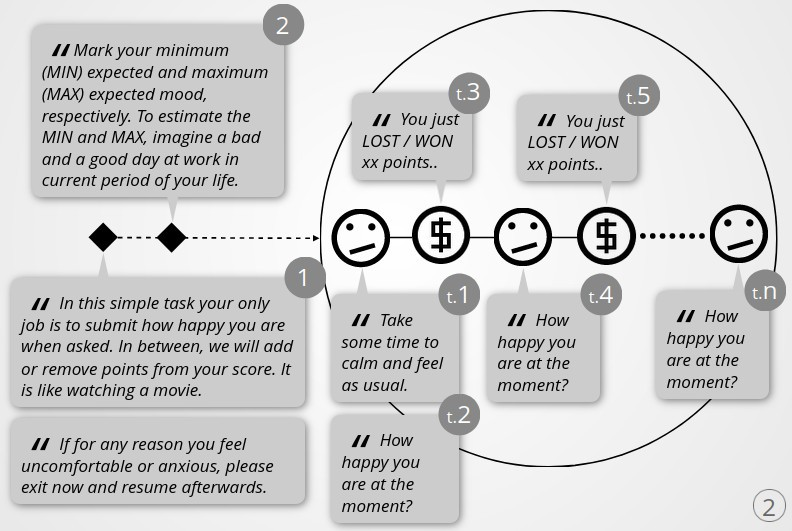 2
〃 Mark your minimum
(MIN) expected and maximum
(MAX) expected mood,
respectively. To estimate the
MIN and MAX, imagine a bad
and a good day at work in
current period of your life.
1
〃 In this simple task your only
job is to submit how happy you are
when asked. In between, we will add
or remove points from your score. It
is like watching a movie.
〃 If for any reason you feel
uncomfortable or anxious, please
exit now and resume afterwards.
t.3
〃 You just
LOST / WON
xx points..
t.5
〃 You just
LOST / WON
xx points..
$
$
t.1
〃 Take
some time to
calm and feel
as usual.
t.2
〃 How
happy you
are at the
moment?
t.4
〃 How
happy you
are at the
moment?
t.n
〃 How
happy you
are at the
moment?
2